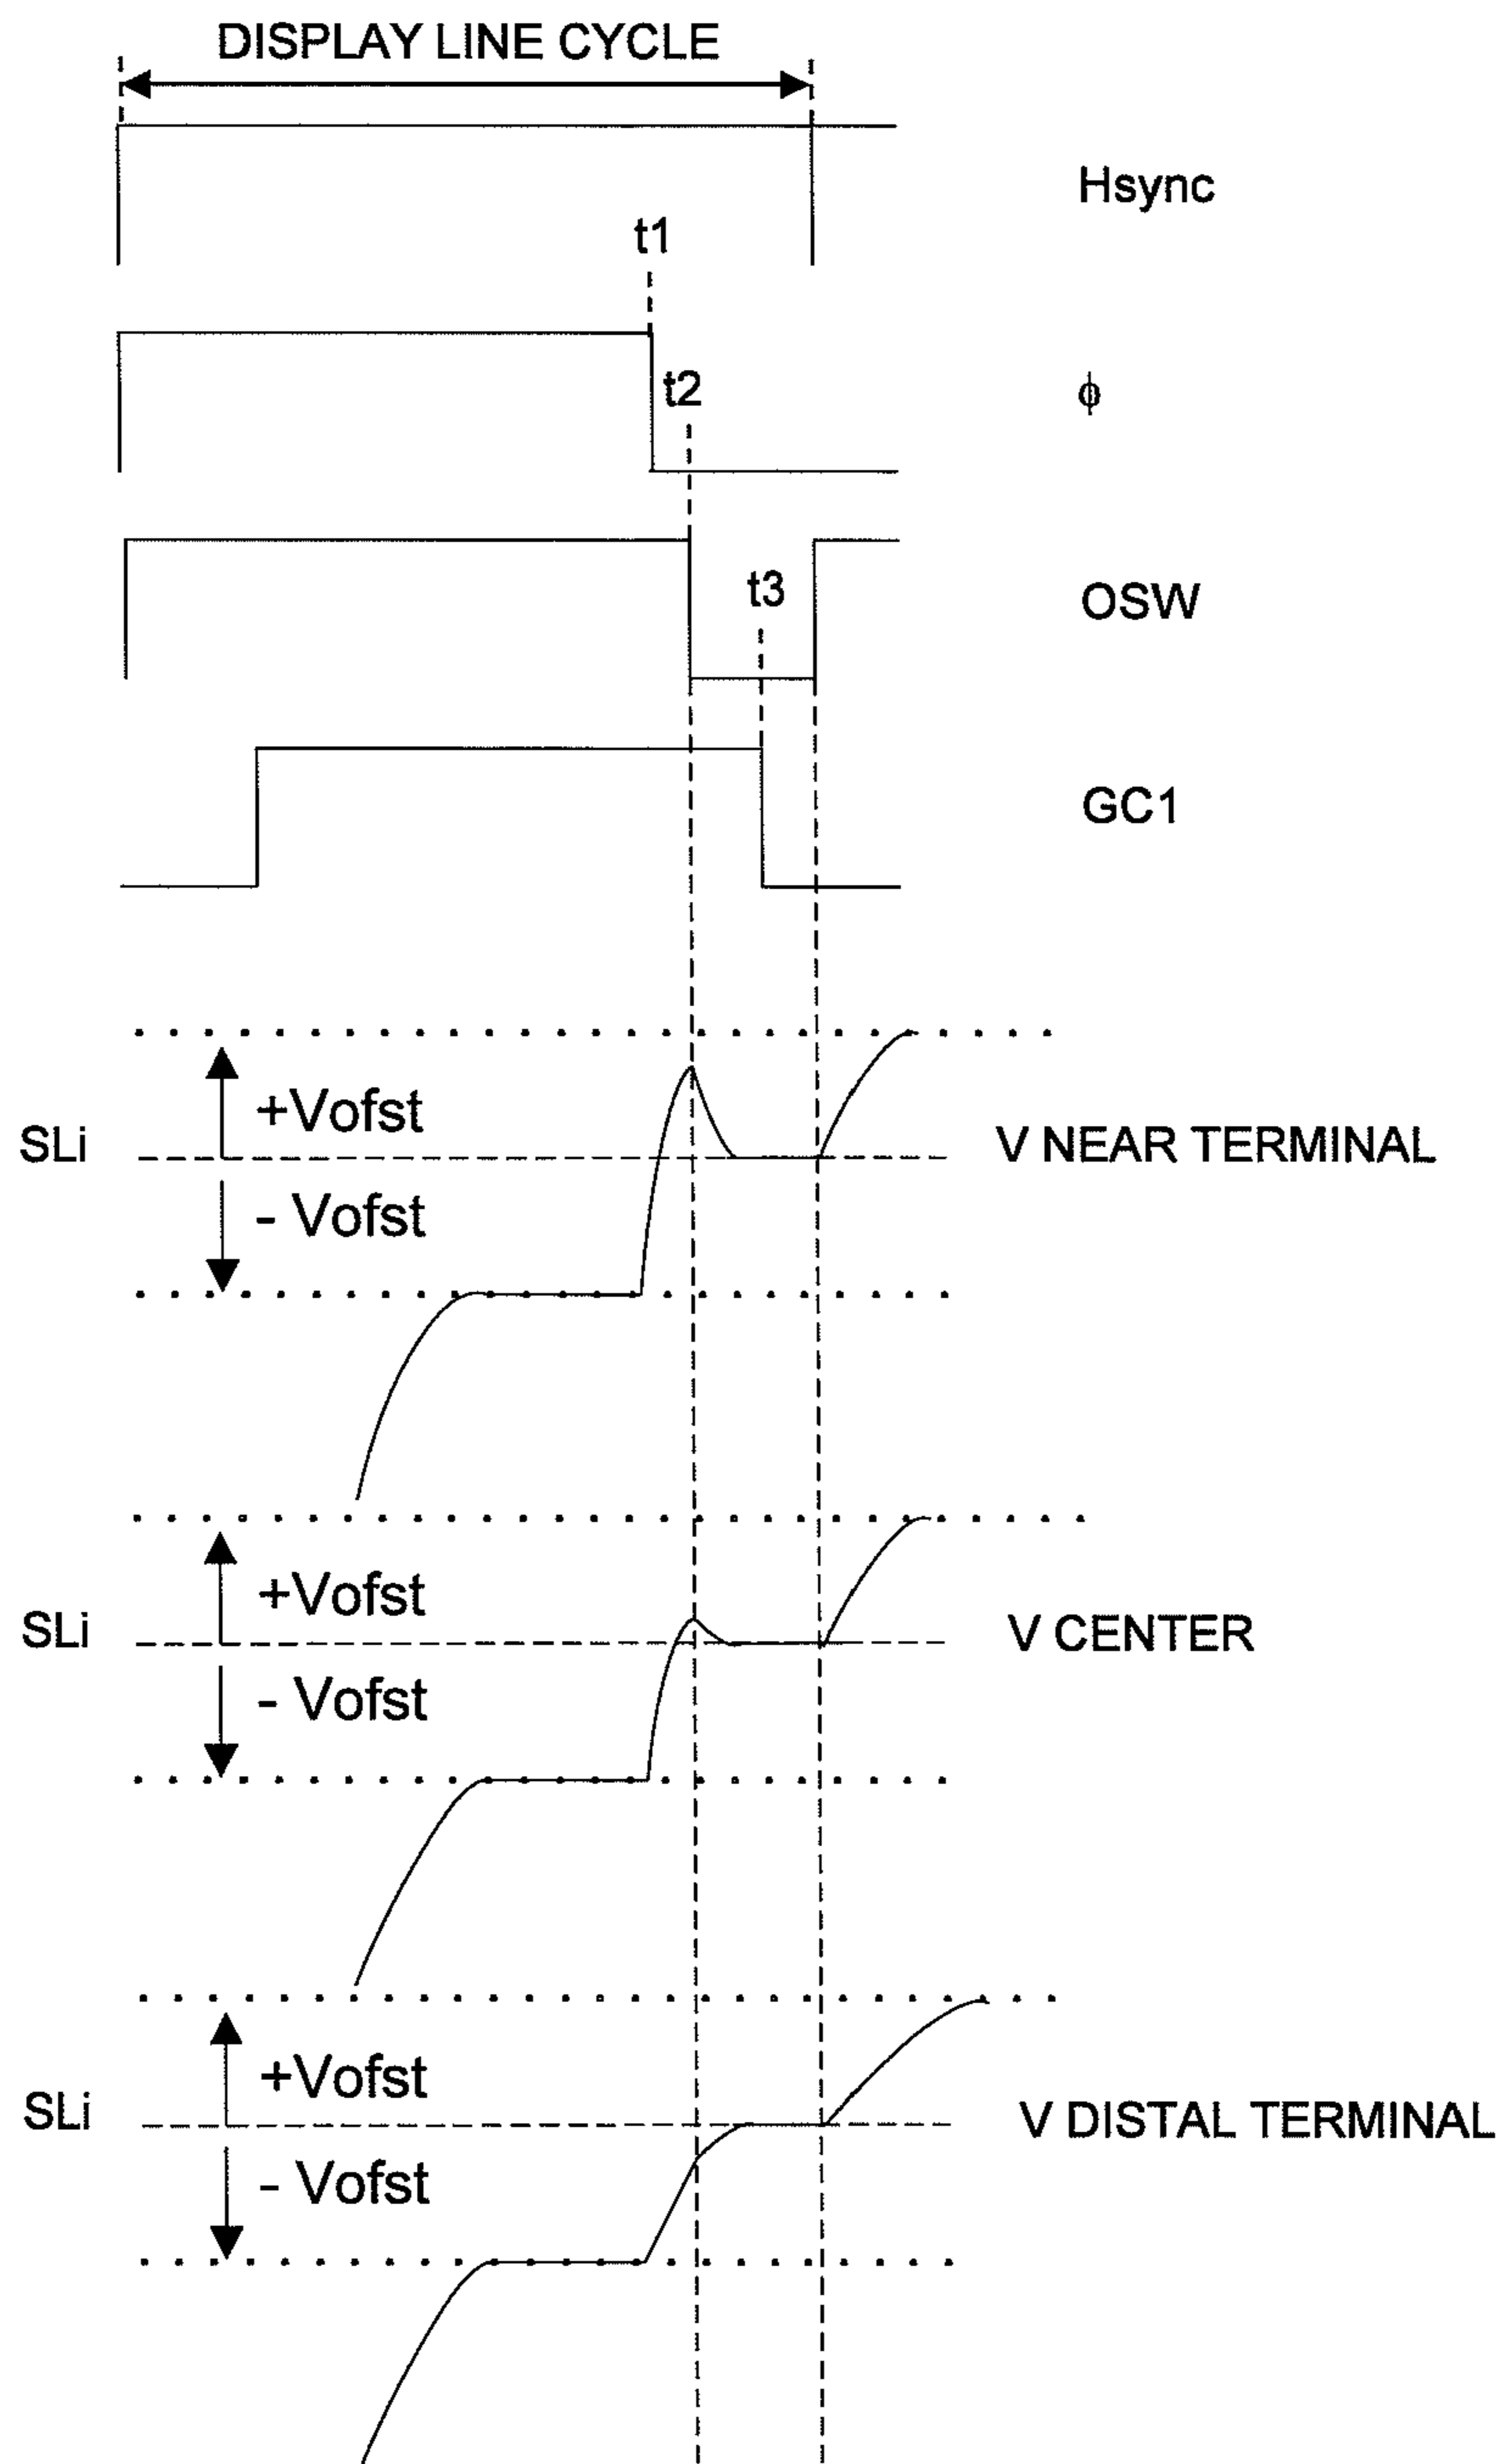 DISPLAY LINE CYCLE
Hsync
t1
ϕ
t2
OSW
t3
GC1
+Vofst
SLi
V NEAR TERMINAL
- Vofst
+Vofst
SLi
V CENTER
- Vofst
+Vofst
SLi
V DISTAL TERMINAL
- Vofst